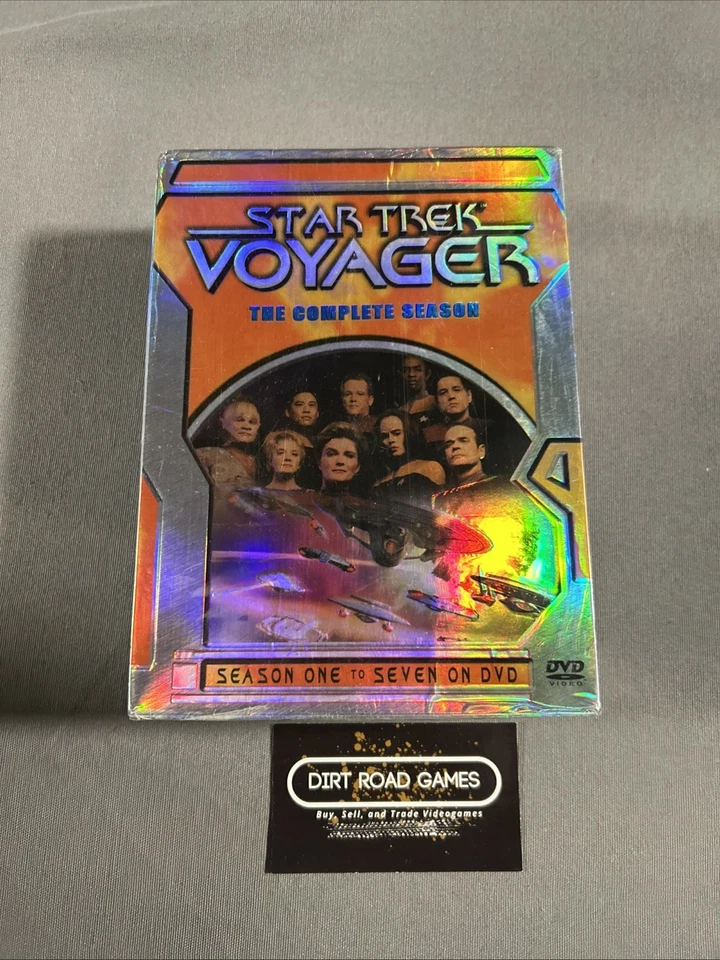 STAR TREK™
VOYAGER
THE COMPLETE SEASON
SEASON ONE TO SEVEN ON DVD
DVD
VIDEO
DIRT ROAD GAMES
Buy, Sell, and Trade Videogames